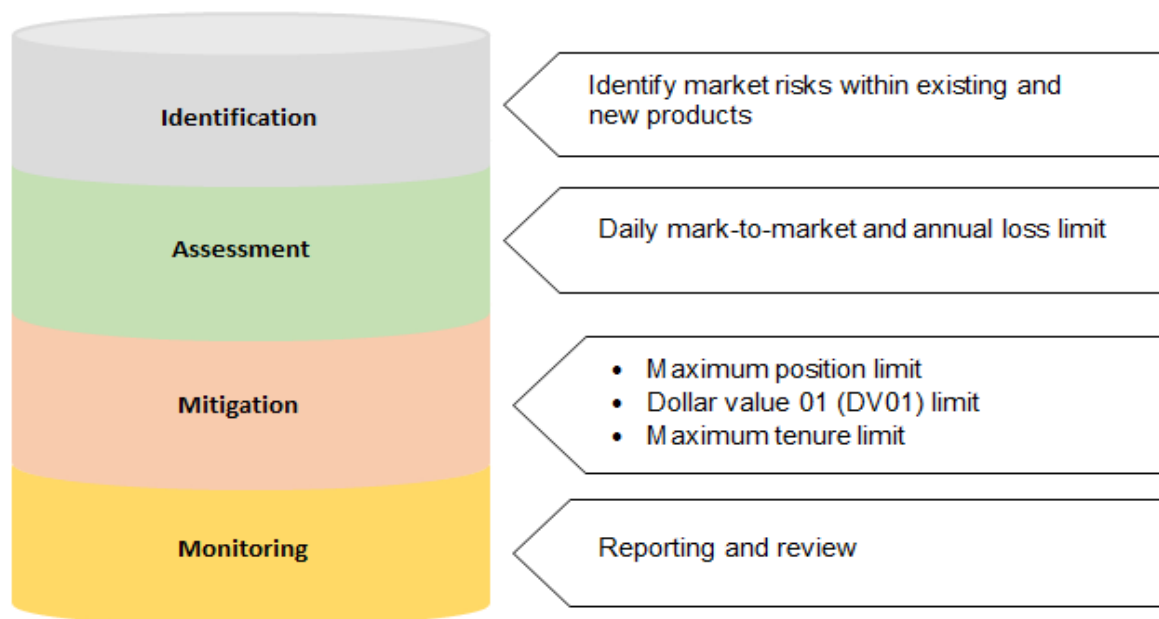 Identification
Identify market risks within existing and
new products
Assessment
Daily mark-to-market and annual loss limit
Mitigation
• Maximum position limit
• Dollar value 01 (DV01) limit
• Maximum tenure limit
Monitoring
Reporting and review